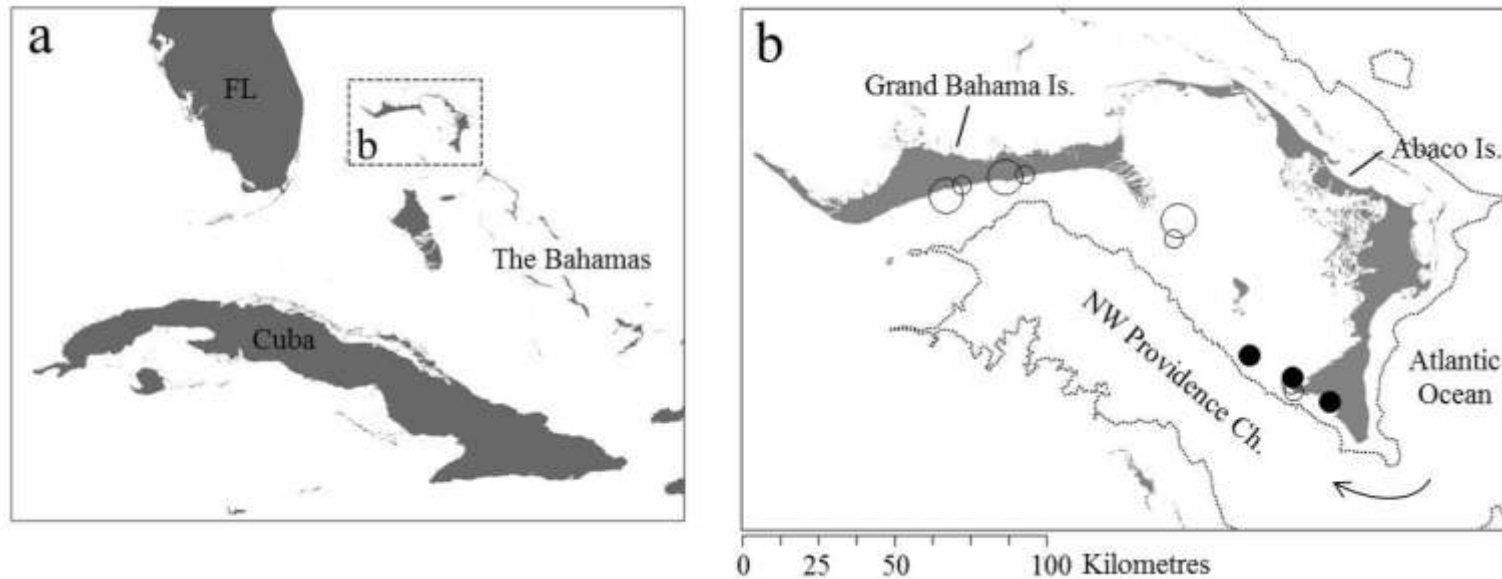 a
FL
b
The Bahamas
Cuba
b
Grand Bahama Is.
Abaco Is.
NW Providence Ch.
Atlantic
Ocean
0 25 50 100 Kilometres